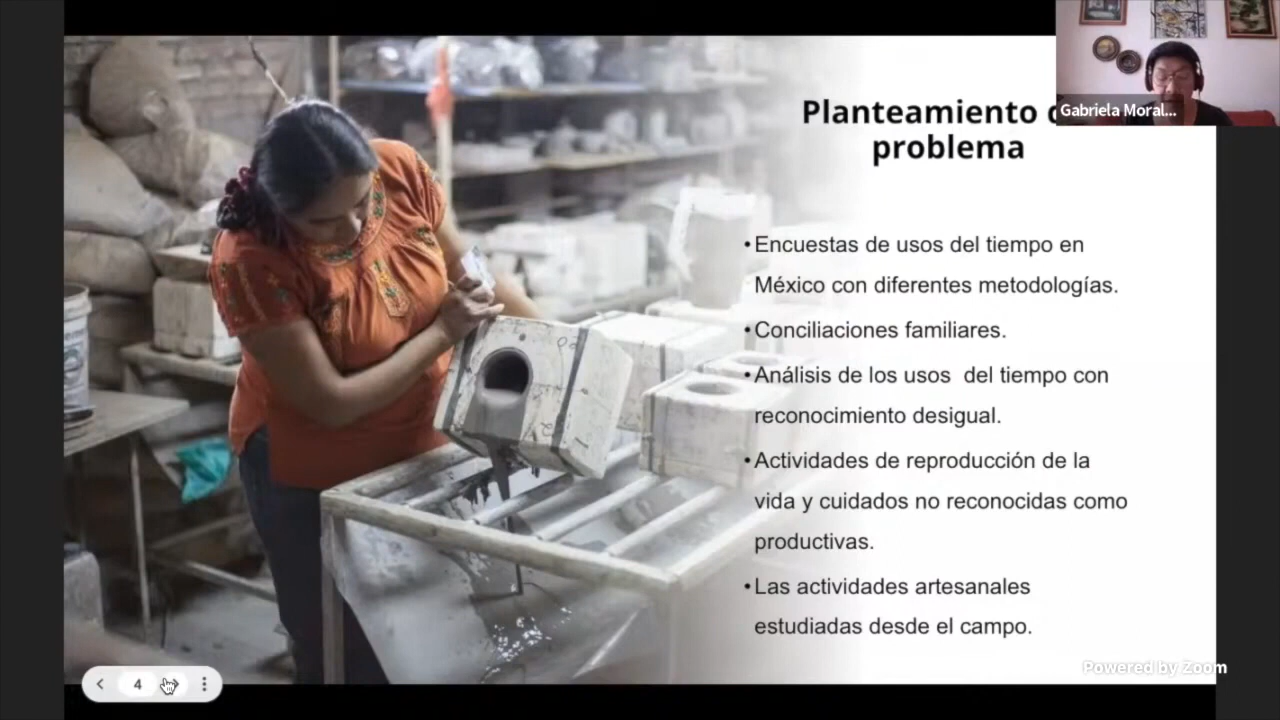 Planteamiento
problema
Gabriela Moral...
•Encuestas de usos del tiempo en
México con diferentes metodologías.
•Conciliaciones familiares.
•Análisis de los usos  del tiempo con
reconocimiento desigual.
•Actividades de reproducción de la
vida y cuidados no reconocidas como
productivas.
•Las actividades artesanales
estudiadas desde el campo.
4
Powered by Zoom